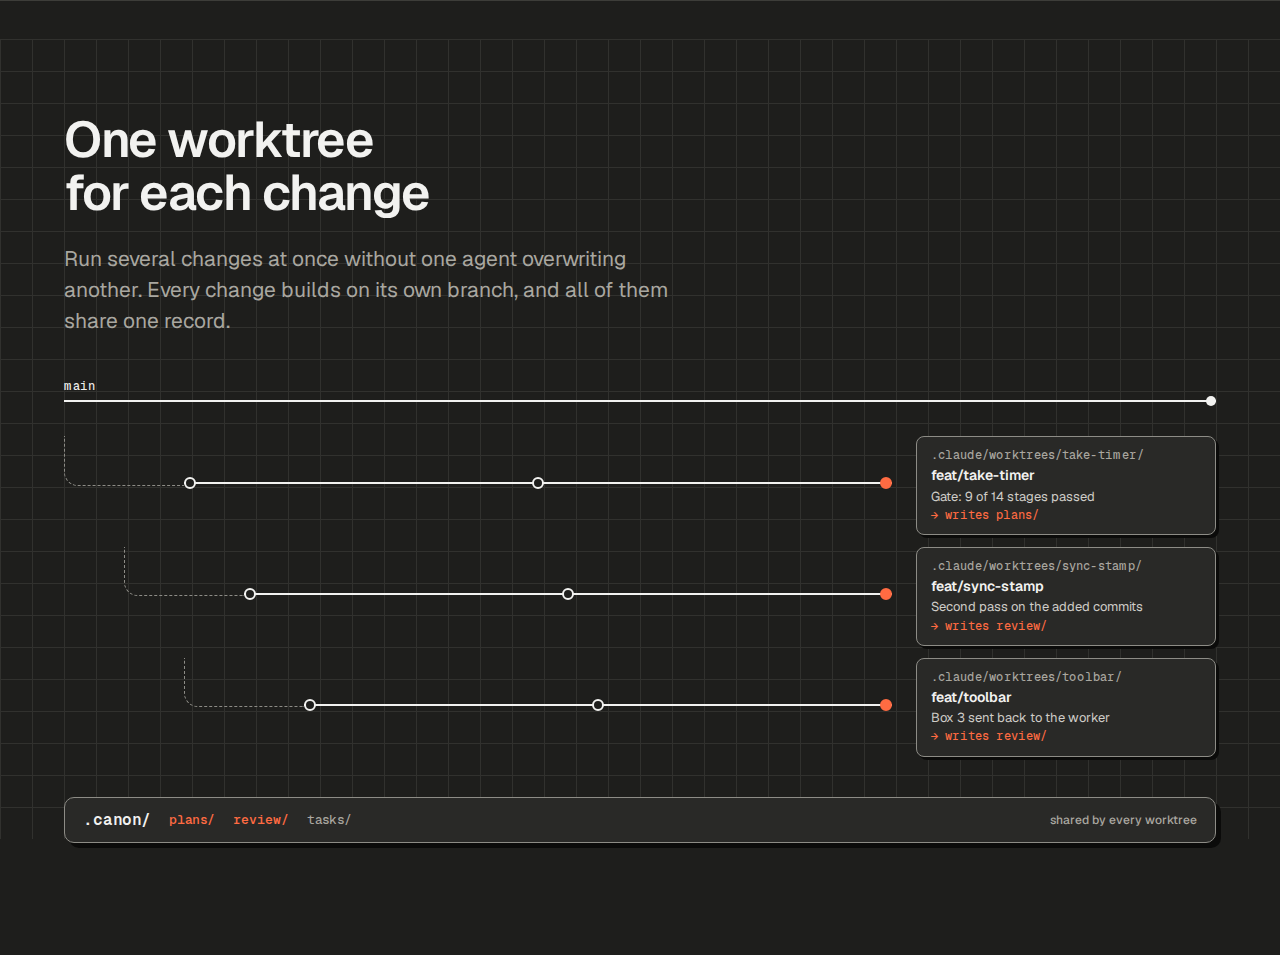 One worktree
for each change
Run several changes at once without one agent overwriting
another. Every change builds on its own branch, and all of them
share one record.
main
.claude/worktrees/take-timer/
feat/take-timer
Gate: 9 of 14 stages passed
→ writes plans/
.claude/worktrees/sync-stamp/
feat/sync-stamp
Second pass on the added commits
→ writes review/
.claude/worktrees/toolbar/
feat/toolbar
Box 3 sent back to the worker
→ writes review/
.canon/ plans/ review/ tasks/ shared by every worktree